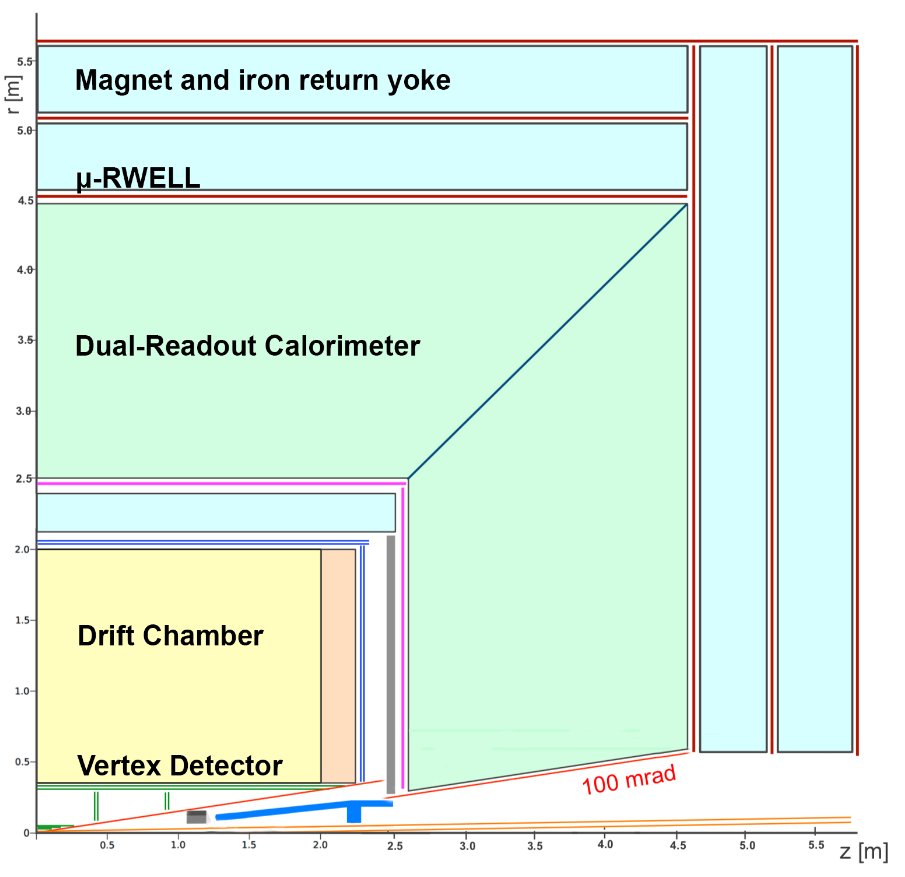 5.5
r [m]
Magnet and iron return yoke
5.0
μ-RWELL
4.5
4.0
3.5
Dual-Readout Calorimeter
3.0
2.5
2.0
1.5
Drift Chamber
1.0
0.5
Vertex Detector
100 mrad
0
0.5
1.0
1.5
2.0
2.5
3.0
3.5
4.0
4.5
5.0
5.5
z [m]